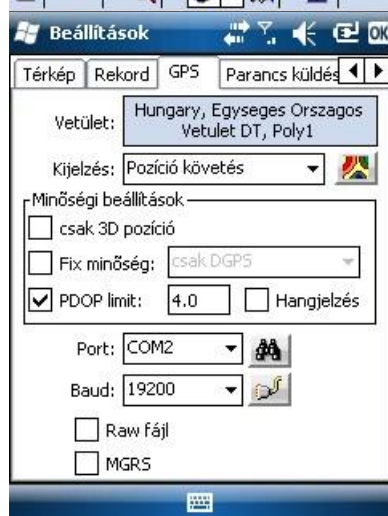 Beállítások
OK
Térkép Rekord GPS Parancs küldés
Vetület: Hungary, Egyseges Orszagos
Vetulet DT, Poly1
Kijelzés: Pozíció követés
Minőségi beállítások
csak 3D pozíció
Fix minőség: csak DGPS
PDOP limit: 4.0 Hangjelzés
Port: COM2
Baud: 19200
Raw fájl
MGRS